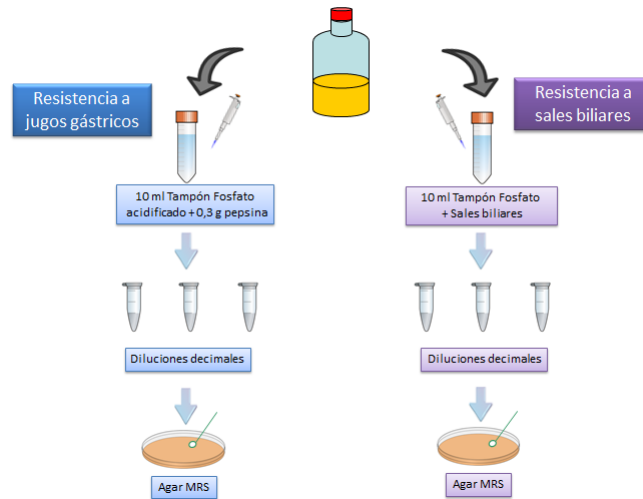 Resistencia a
jugos gástricos
Resistencia a
sales biliares
10 ml Tampón Fosfato
acidificado + 0,3 g pepsina
10 ml Tampón Fosfato
+ Sales biliares
Diluciones decimales
Diluciones decimales
Agar MRS
Agar MRS